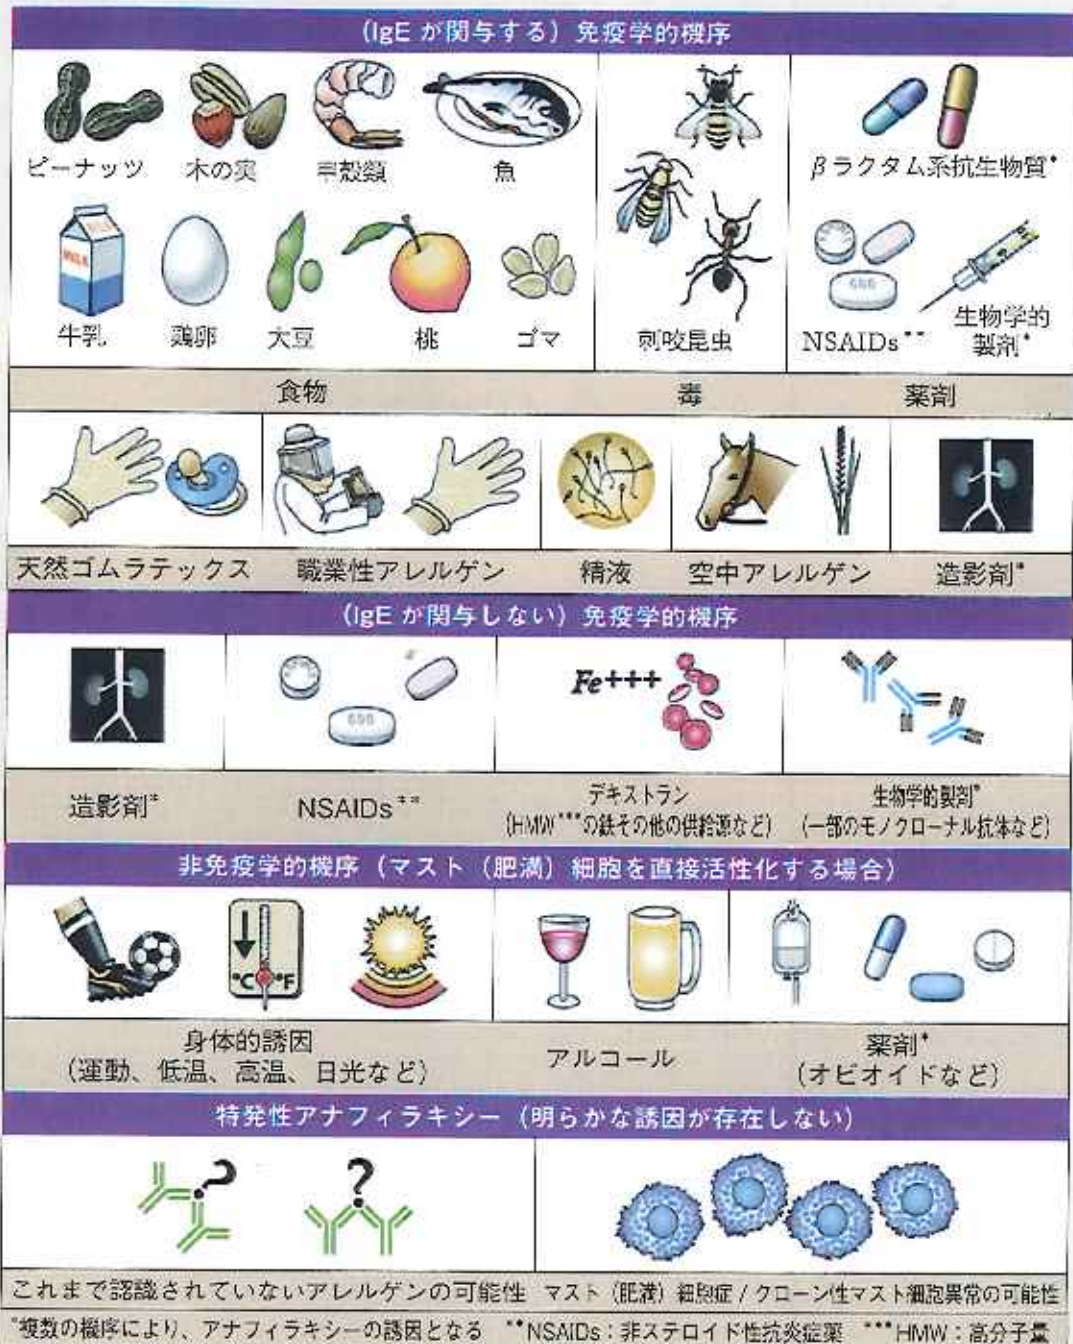 (IgE が関与する) 免疫学的機序
ピーナッツ 木の実 甲殻類 魚
βラクタム系抗生物質*
MILK
牛乳 鶏卵 大豆 桃 ゴマ
刺咬昆虫
NSAIDs** 生物学的
製剤*
食物 毒 薬剤
天然ゴムラテックス 職業性アレルゲン 精液 空中アレルゲン 造影剤*
(IgE が関与しない) 免疫学的機序
Fe+++
造影剤* NSAIDs** デキストラン
(HMW***の鉄その他の供給源など)
生物学的製剤*
(一部のモノクローナル抗体など)
非免疫学的機序 (マスト (肥満) 細胞を直接活性化する場合)
°C °F
身体的誘因
(運動、低温、高温、日光など)
アルコール
薬剤*
(オピオイドなど)
特発性アナフィラキシー (明らかな誘因が存在しない)
? ?
これまで認識されていないアレルゲンの可能性 マスト (肥満) 細胞症 / クローン性マスト細胞異常の可能性
*複数の機序により、アナフィラキシーの誘因となる **NSAIDs:非ステロイド性抗炎症薬 ***HMW:高分子量